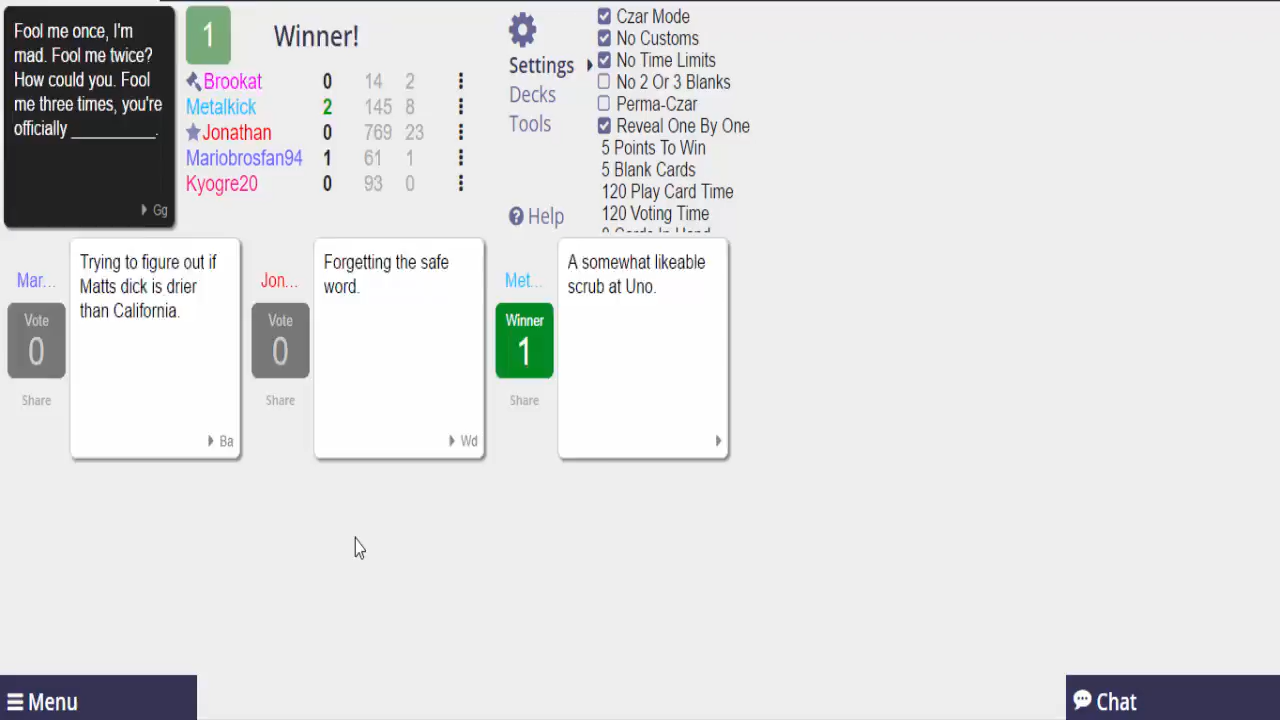 Fool me once, I'm
mad. Fool me twice?
How could you. Fool
me three times, you're
officially __________.
Gg
1
Winner!
Brookat 0 14 2
Metalkick 2 145 8
Jonathan 0 769 23
Mariobrosfan94 1 61 1
Kyogre20 0 93 0
Settings
Decks
Tools
Help
Czar Mode
No Customs
No Time Limits
No 2 Or 3 Blanks
Perma-Czar
Reveal One By One
5 Points To Win
5 Blank Cards
120 Play Card Time
120 Voting Time
Mar...
Vote
0
Share
Trying to figure out if
Matts dick is drier
than California.
Ba
Jon...
Vote
0
Share
Forgetting the safe
word.
Wd
Met...
Winner
1
Share
A somewhat likeable
scrub at Uno.
Menu
Chat